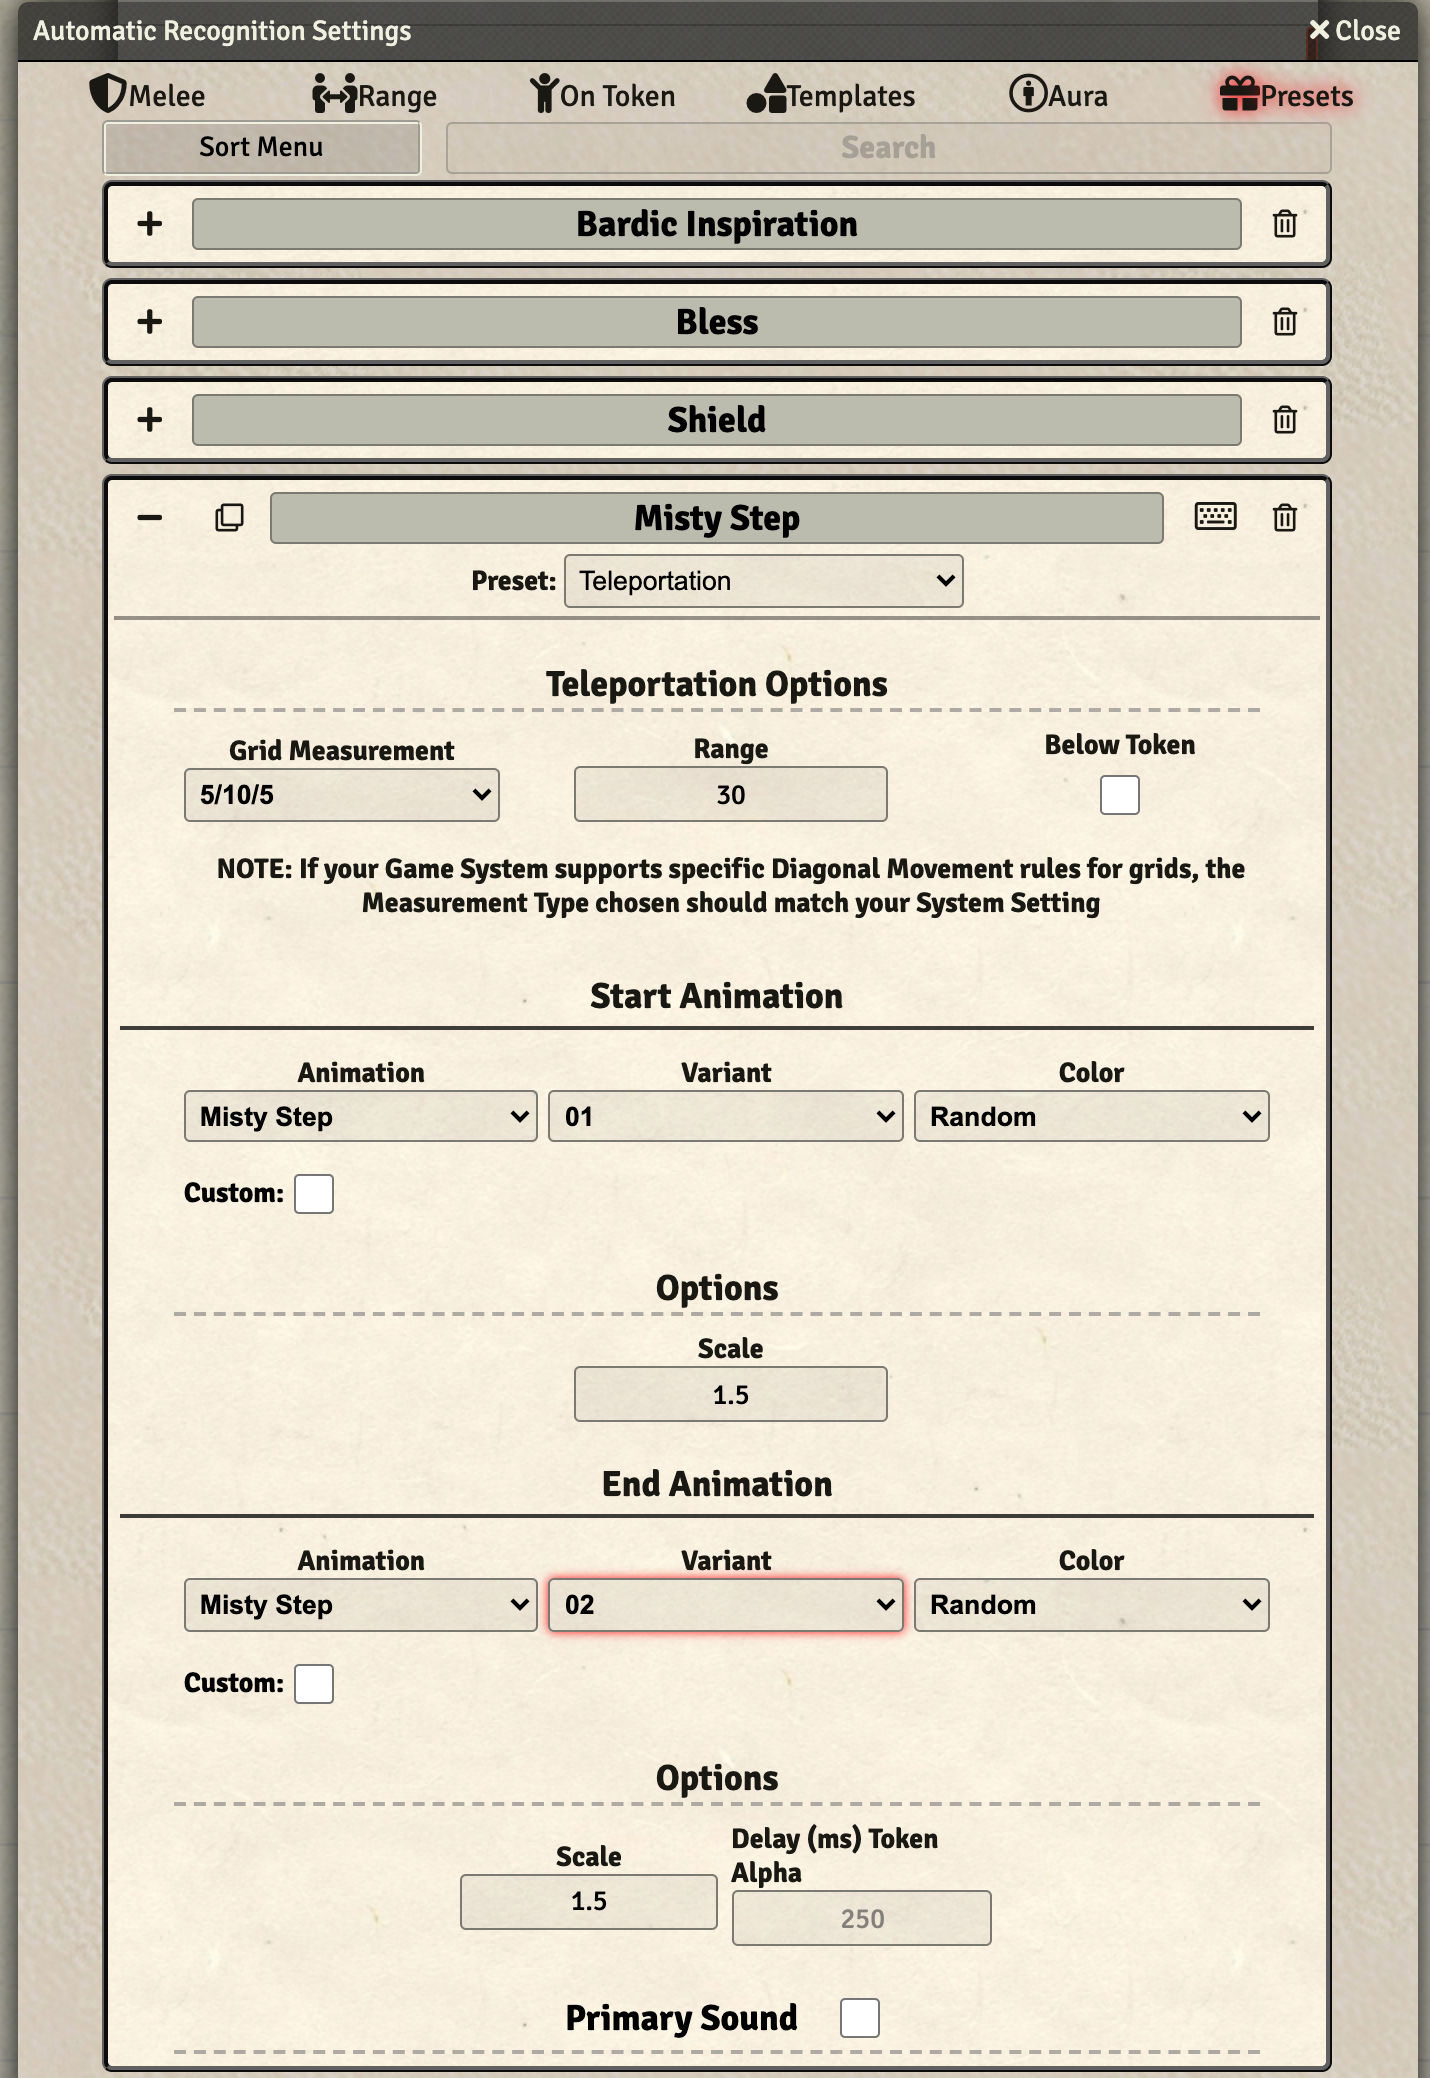 Automatic Recognition Settings
Close
Melee
Range
On Token
Templates
Aura
Presets
Sort Menu
Search
Bardic Inspiration
Bless
Shield
Misty Step
Preset: Teleportation
Teleportation Options
Grid Measurement
Range
Below Token
5/10/5
30
NOTE: If your Game System supports specific Diagonal Movement rules for grids, the
Measurement Type chosen should match your System Setting
Start Animation
Animation
Variant
Color
Misty Step
01
Random
Custom:
Options
Scale
1.5
End Animation
Animation
Variant
Color
Misty Step
02
Random
Custom:
Options
Scale
Delay (ms) Token
Alpha
1.5
250
Primary Sound